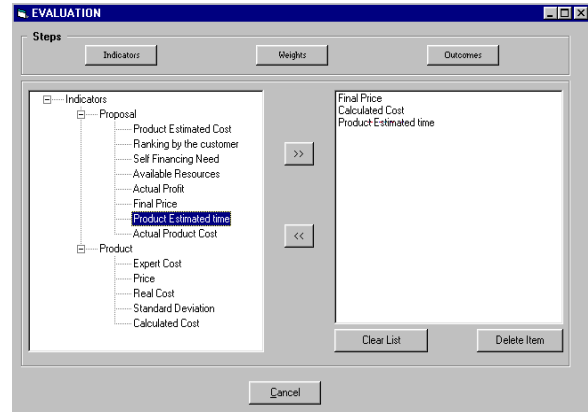 EVALUATION
Steps
Indicators
Weights
Outcomes
Indicators
Proposal
Product Estimated Cost
Ranking by the customer
Self Financing Need
Available Resources
Actual Profit
Final Price
Product Estimated time
Actual Product Cost
Product
Expert Cost
Price
Real Cost
Standard Deviation
Calculated Cost
>>
<<
Final Price
Calculated Cost
Product Estimated time
Clear List
Delete Item
Cancel